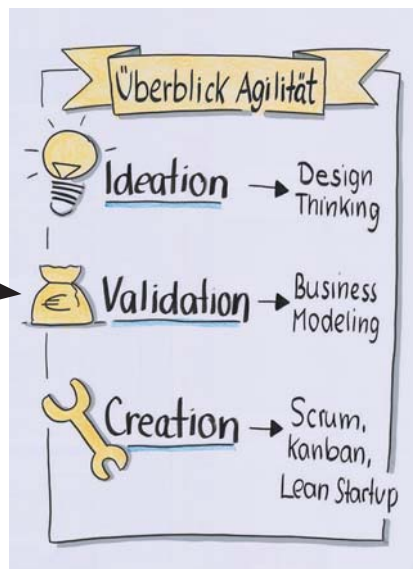 Überblick Agilität
Ideation → Design
Thinking
€
Validation → Business
Modeling
Creation → Scrum,
Kanban,
Lean Startup